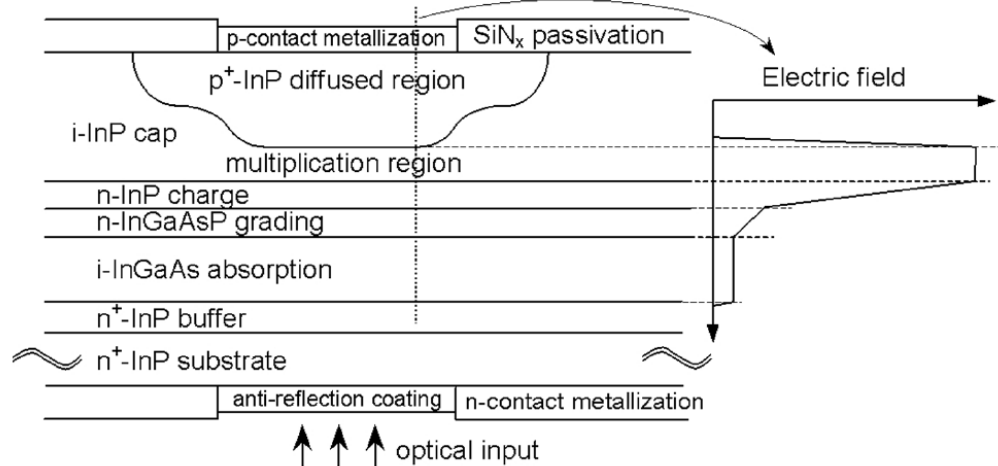 p-contact metallization
SiNₓ passivation
p⁺-InP diffused region
Electric field
i-InP cap
multiplication region
n-InP charge
n-InGaAsP grading
i-InGaAs absorption
n⁺-InP buffer
n⁺-InP substrate
anti-reflection coating
n-contact metallization
optical input